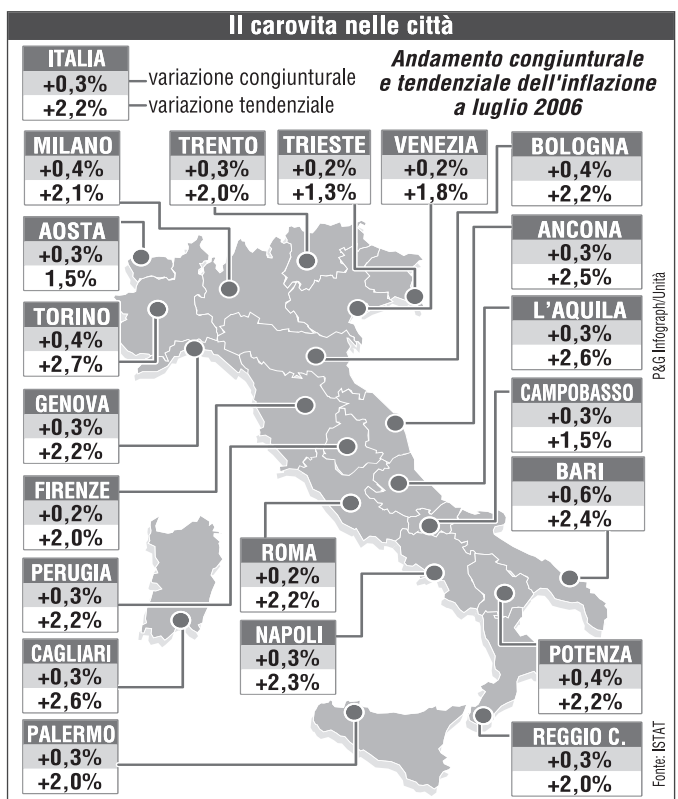 Il carovita nelle città
ITALIA
+0,3%
+2,2%
variazione congiunturale
variazione tendenziale
Andamento congiunturale
e tendenziale dell'inflazione
a luglio 2006
MILANO
+0,4%
+2,1%
TRENTO
+0,3%
+2,0%
TRIESTE
+0,2%
+1,3%
VENEZIA
+0,2%
+1,8%
BOLOGNA
+0,4%
+2,2%
AOSTA
+0,3%
1,5%
ANCONA
+0,3%
+2,5%
TORINO
+0,4%
+2,7%
L'AQUILA
+0,3%
+2,6%
GENOVA
+0,3%
+2,2%
CAMPOBASSO
+0,3%
+1,5%
FIRENZE
+0,2%
+2,0%
BARI
+0,6%
+2,4%
PERUGIA
+0,3%
+2,2%
ROMA
+0,2%
+2,2%
CAGLIARI
+0,3%
+2,6%
NAPOLI
+0,3%
+2,3%
POTENZA
+0,4%
+2,2%
PALERMO
+0,3%
+2,0%
REGGIO C.
+0,3%
+2,0%
P&G Infograph/Unità
Fonte: ISTAT